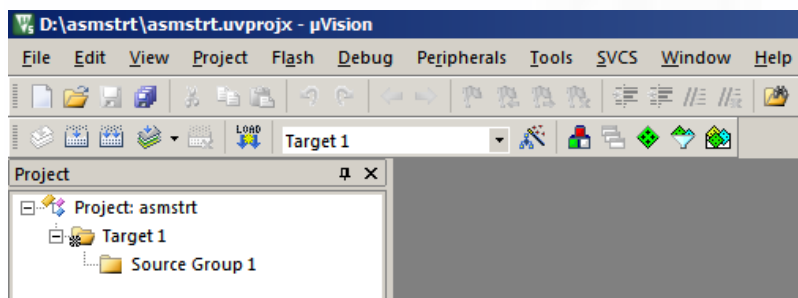 D:\asmstrt\asmstrt.uvprojx - µVision
File Edit View Project Flash Debug Peripherals Tools SVCS Window Help
LOAD
Target 1
Project
Project: asmstrt
Target 1
Source Group 1